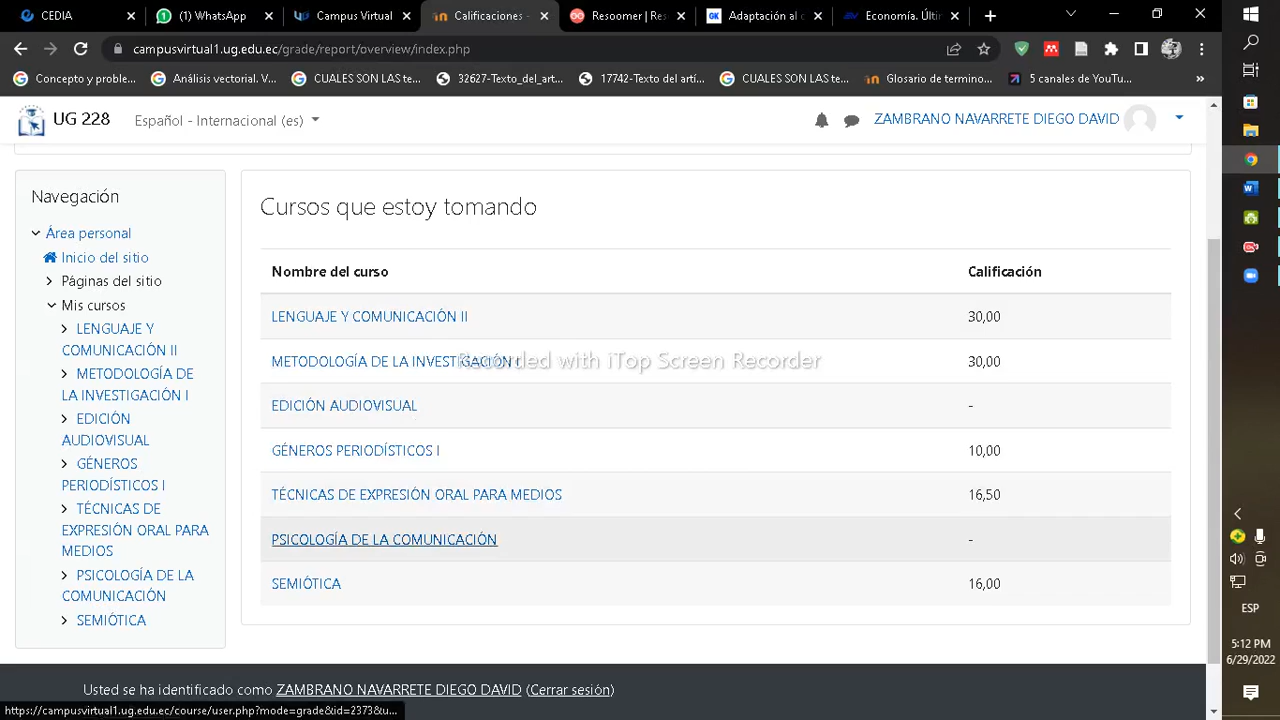 CEDIA
(1) WhatsApp
Campus Virtual
Calificaciones -
Resoomer | Res
Adaptación al c
Economía. Últir
campusvirtual1.ug.edu.ec/grade/report/overview/index.php
Concepto y proble...
Análisis vectorial. V...
CUALES SON LAS te...
32627-Texto_del_art...
17742-Texto del artí...
CUALES SON LAS te...
Glosario de termino...
5 canales de YouTu...
UG 228
Español - Internacional (es)
ZAMBRANO NAVARRETE DIEGO DAVID
Navegación
Área personal
Inicio del sitio
Páginas del sitio
Mis cursos
LENGUAJE Y
COMUNICACIÓN II
METODOLOGÍA DE
LA INVESTIGACIÓN I
EDICIÓN
AUDIOVISUAL
GÉNEROS
PERIODÍSTICOS I
TÉCNICAS DE
EXPRESIÓN ORAL PARA
MEDIOS
PSICOLOGÍA DE LA
COMUNICACIÓN
SEMIÓTICA
Cursos que estoy tomando
Nombre del curso Calificación
LENGUAJE Y COMUNICACIÓN II 30,00
METODOLOGÍA DE LA INVESTIGACIÓN I 30,00
Recorded with iTop Screen Recorder
EDICIÓN AUDIOVISUAL -
GÉNEROS PERIODÍSTICOS I 10,00
TÉCNICAS DE EXPRESIÓN ORAL PARA MEDIOS 16,50
PSICOLOGÍA DE LA COMUNICACIÓN -
SEMIÓTICA 16,00
Usted se ha identificado como ZAMBRANO NAVARRETE DIEGO DAVID (Cerrar sesión)
https://campusvirtual1.ug.edu.ec/course/user.php?mode=grade&id=2373&u...
ESP
5:12 PM
6/29/2022